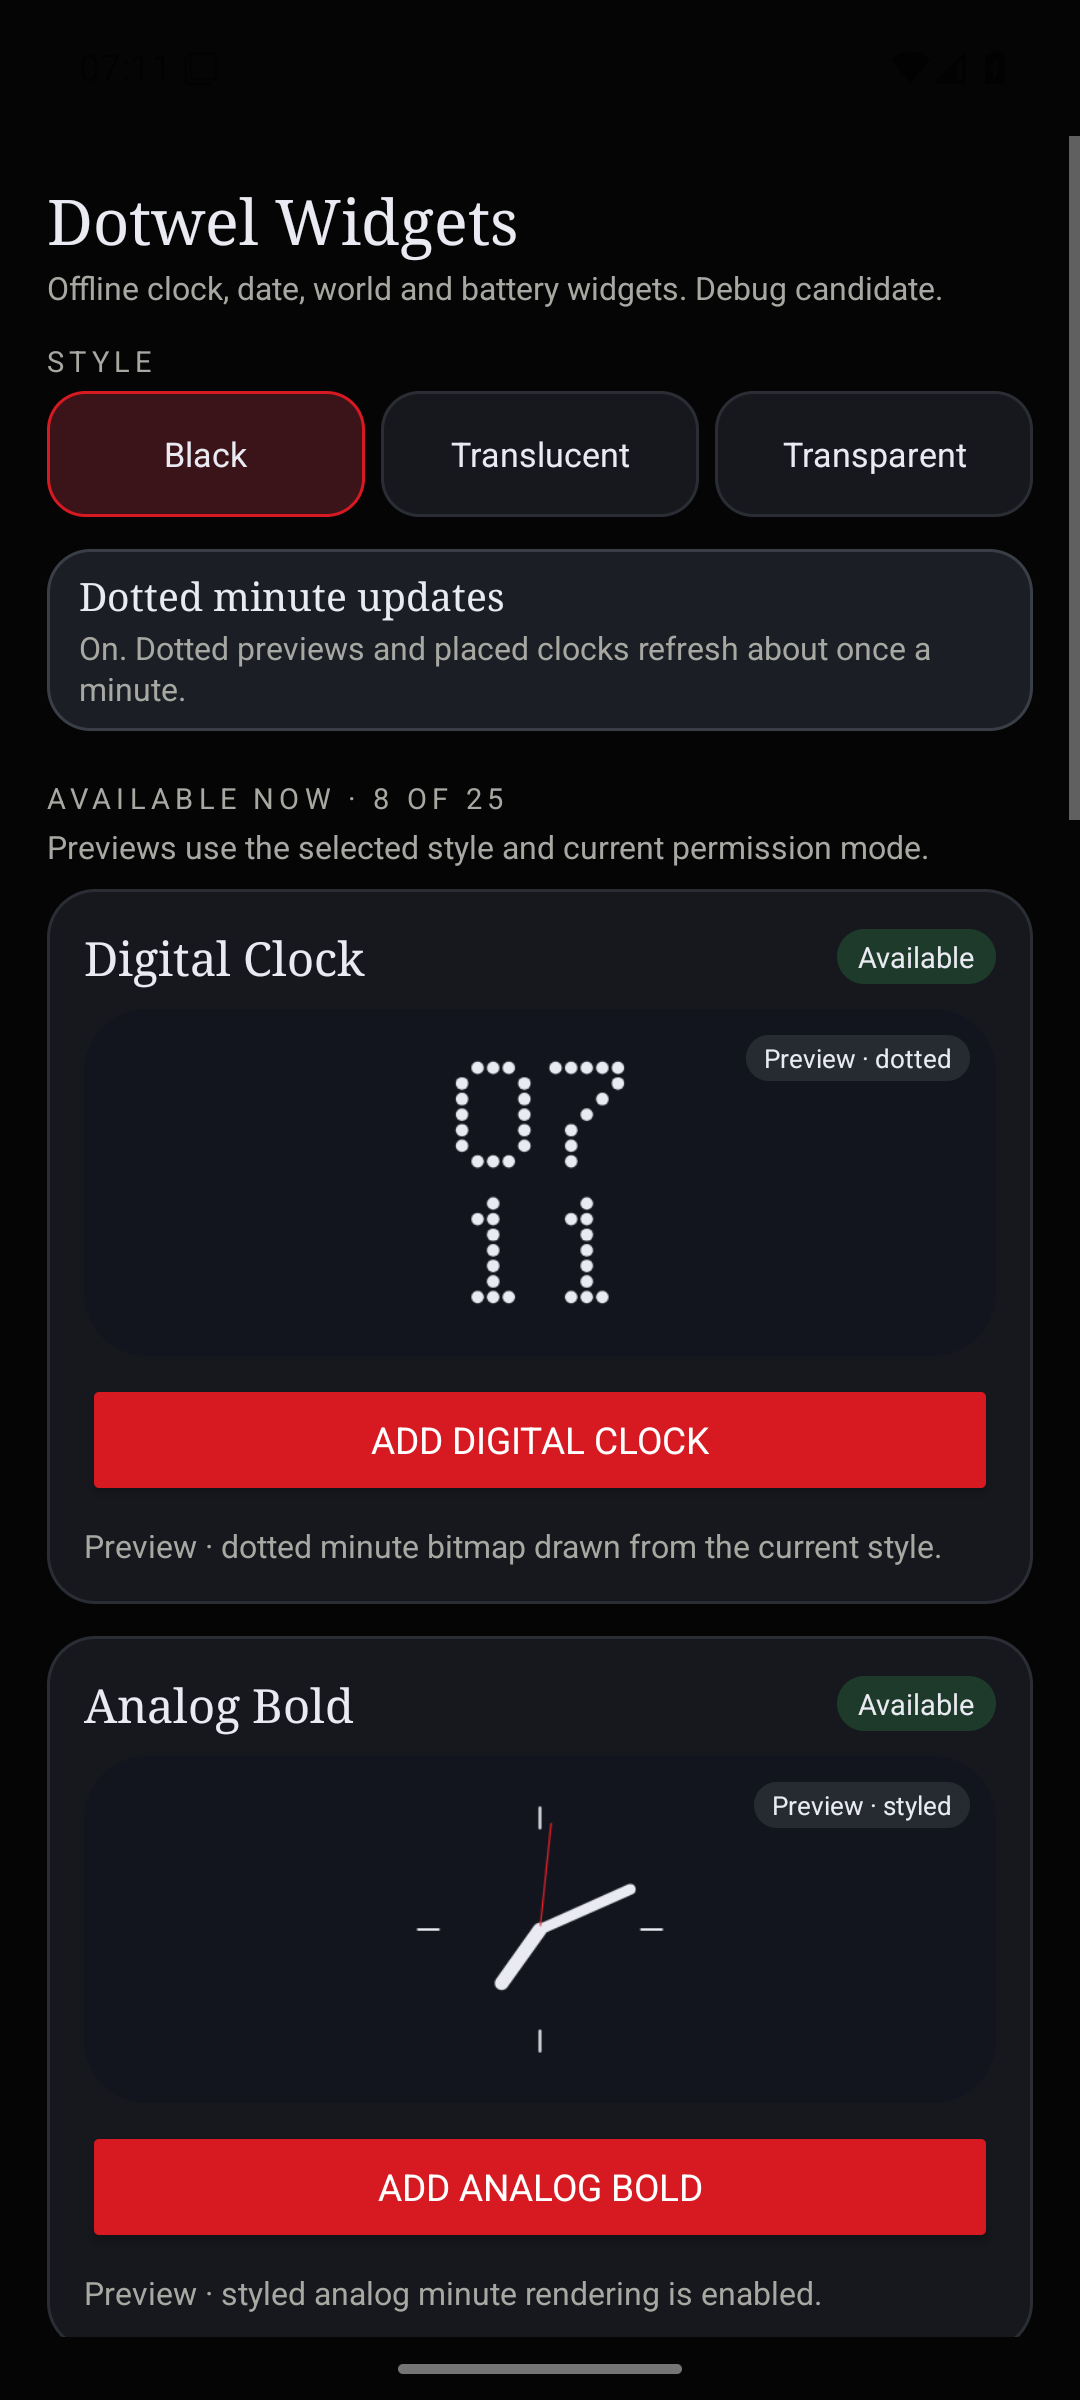 07:11
Dotwel Widgets
Offline clock, date, world and battery widgets. Debug candidate.
STYLE
Black
Translucent
Transparent
Dotted minute updates
On. Dotted previews and placed clocks refresh about once a
minute.
AVAILABLE NOW · 8 OF 25
Previews use the selected style and current permission mode.
Digital Clock
Available
Preview · dotted
07
11
ADD DIGITAL CLOCK
Preview · dotted minute bitmap drawn from the current style.
Analog Bold
Available
Preview · styled
ADD ANALOG BOLD
Preview · styled analog minute rendering is enabled.